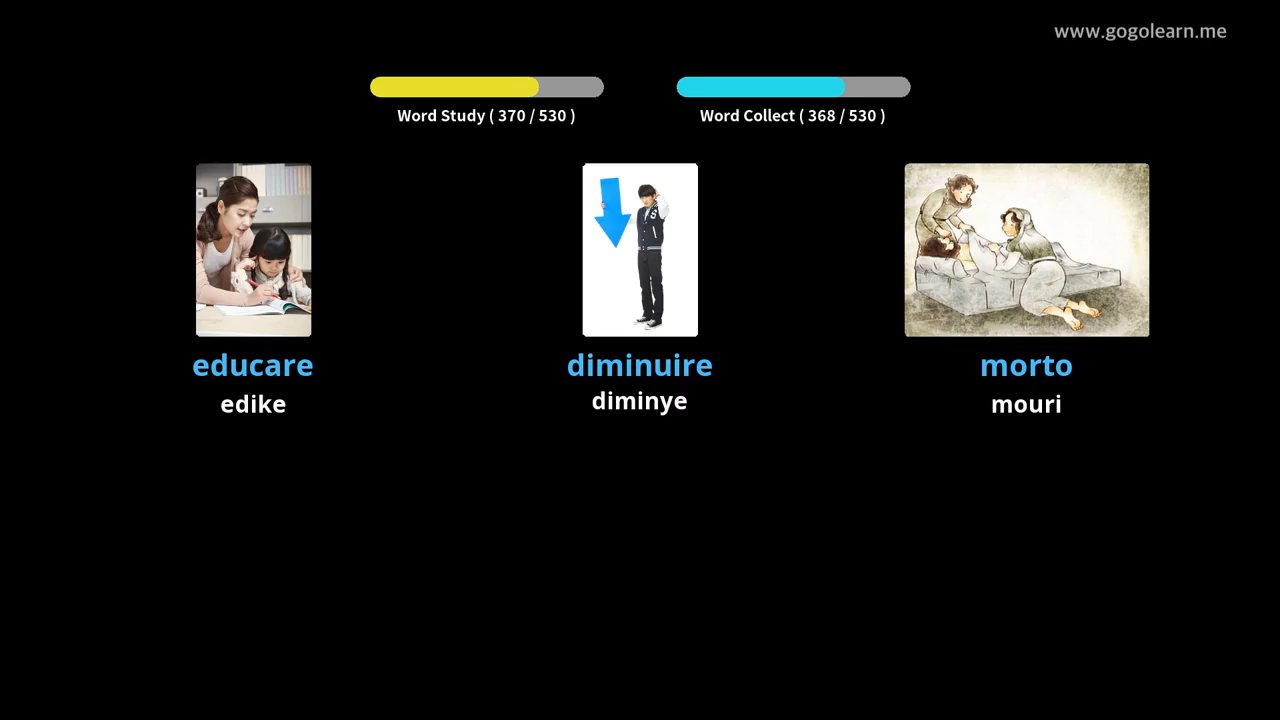 www.gogolearn.me
Word Study ( 370 / 530 )
Word Collect ( 368 / 530 )
educare
edike
diminuire
diminye
morto
mouri